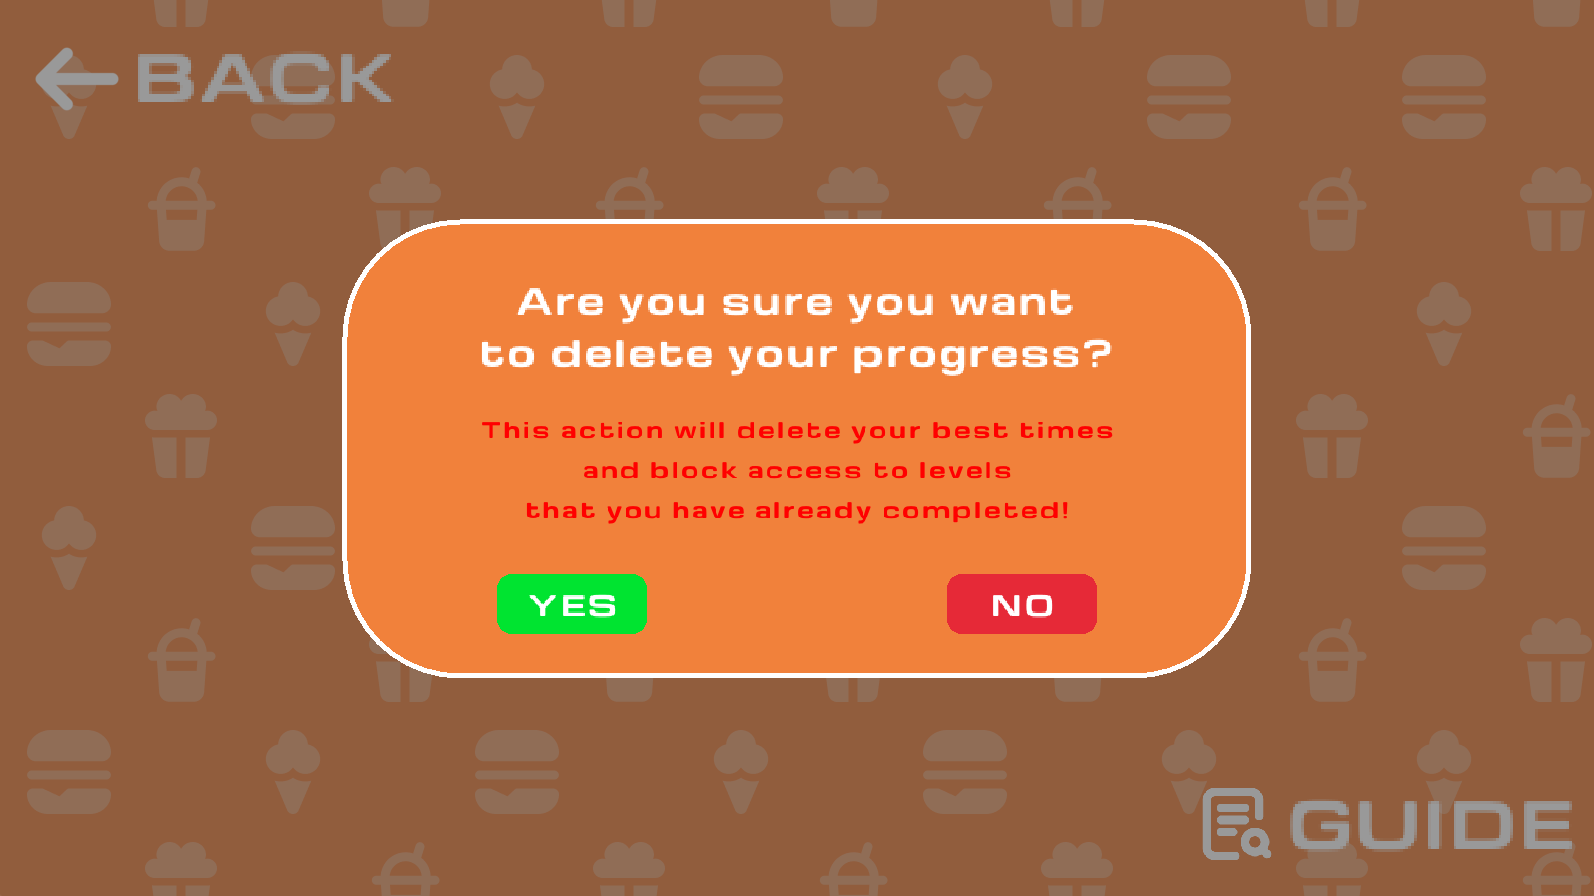 BACK
Are you sure you want
to delete your progress?
This action will delete your best times
and block access to levels
that you have already completed!
YES
NO
GUIDE